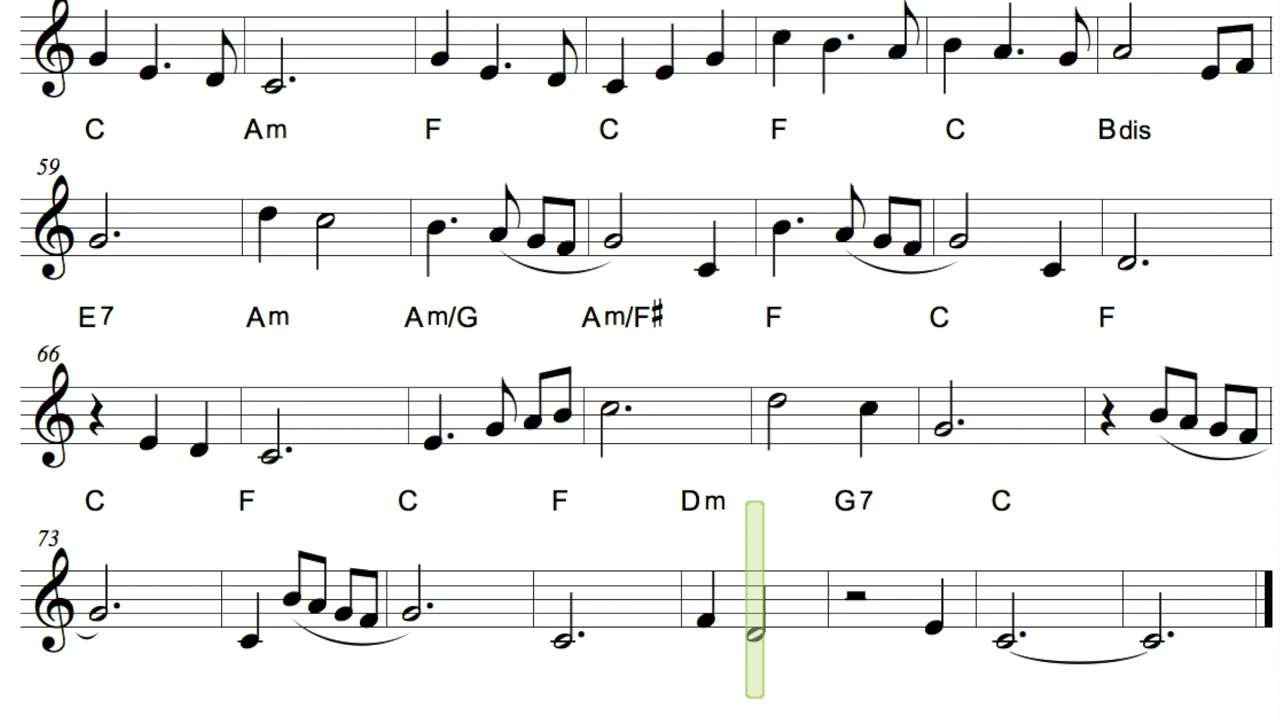 C Am F C F C Bdis
59
E7 Am Am/G Am/F♯ F C F
66
C F C F Dm G7 C
73